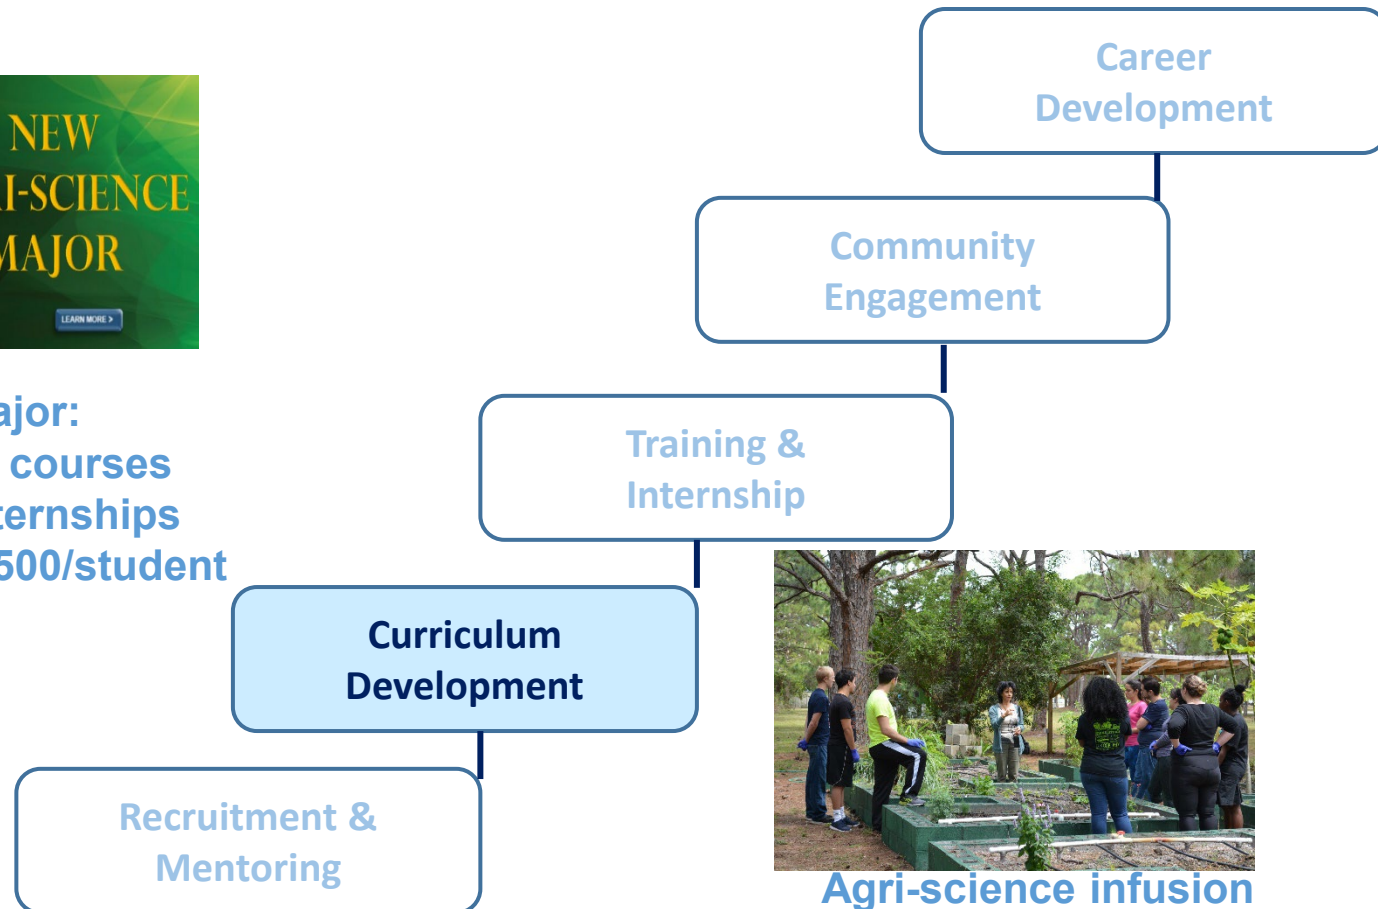 Career
Development
NEW
I-SCIENCE
MAJOR
LEARN MORE >
Community
Engagement
ajor:
courses
ternships
500/student
Training &
Internship
Curriculum
Development
Recruitment &
Mentoring
Agri-science infusion